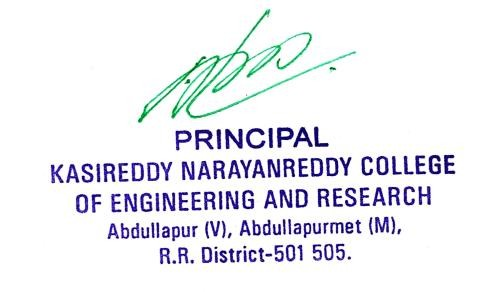 PRINCIPAL
KASIREDDY NARAYANREDDY COLLEGE
OF ENGINEERING AND RESEARCH
Abdullapur (V), Abdullapurmet (M),
R.R. District-501 505.